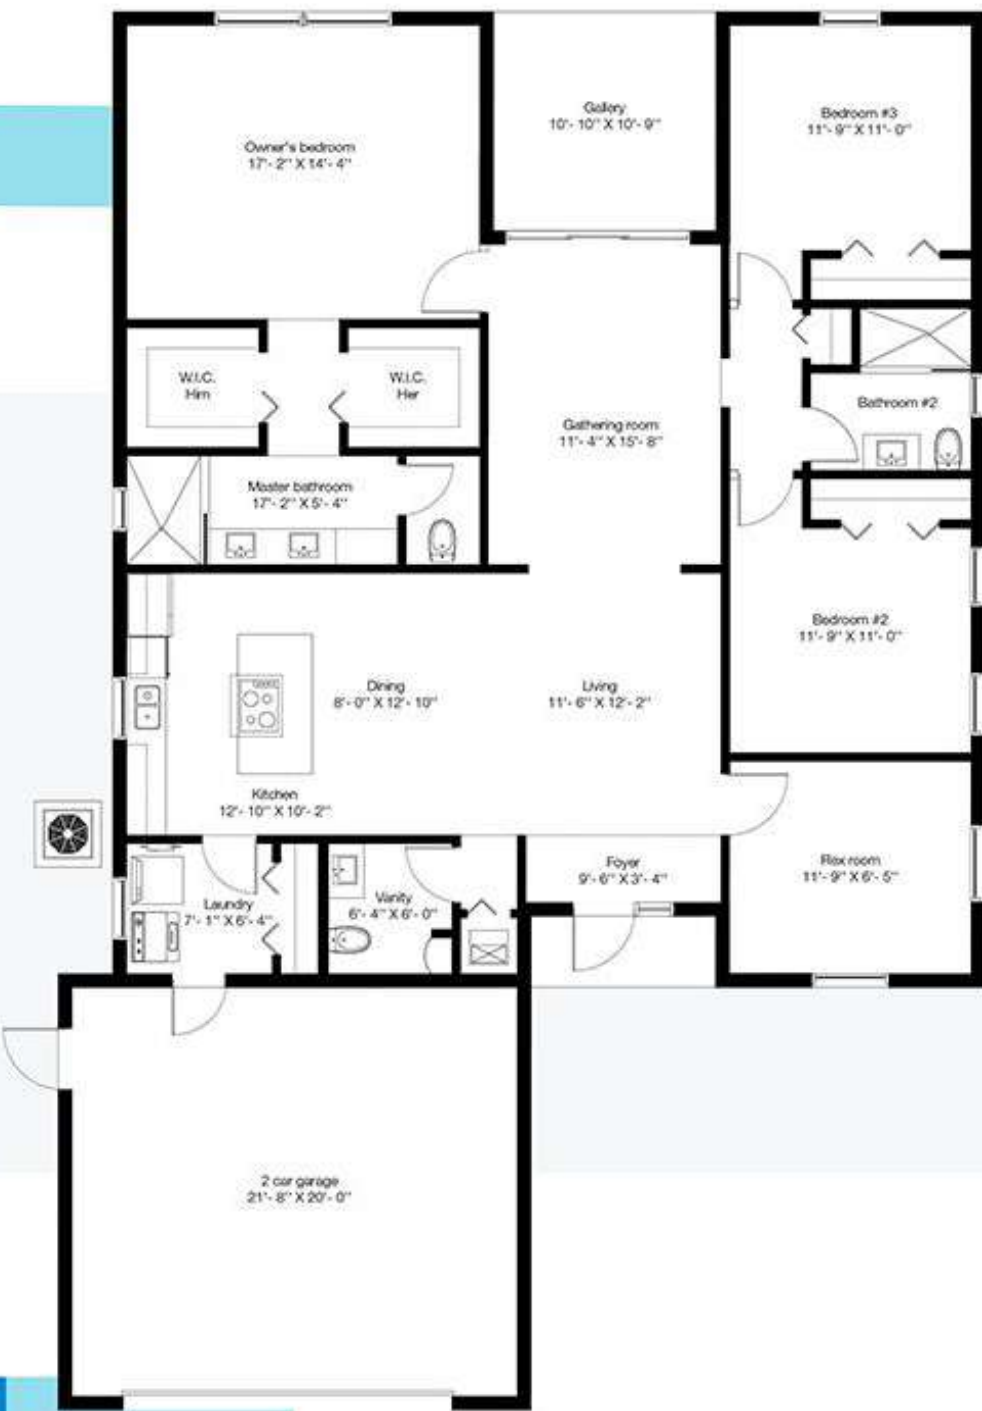 Owner's bedroom
17'- 2" X 14'- 4"
Gallery
10'- 10" X 10'- 9"
Bedroom #3
11'- 9" X 11'- 0"
W.I.C.
Him
W.I.C.
Her
Gathering room
11'- 4" X 15'- 8"
Bathroom #2
Master bathroom
17'- 2" X 5'- 4"
Bedroom #2
11'- 9" X 11'- 0"
Dining
8'- 0" X 12'- 10"
Living
11'- 6" X 12'- 2"
Kitchen
12'- 10" X 10'- 2"
Foyer
9'- 6" X 3'- 4"
Flex room
11'- 9" X 6'- 5"
Laundry
7'- 1" X 6'- 4"
Vanity
6'- 4" X 6'- 0"
2 car garage
21'- 8" X 20'- 0"